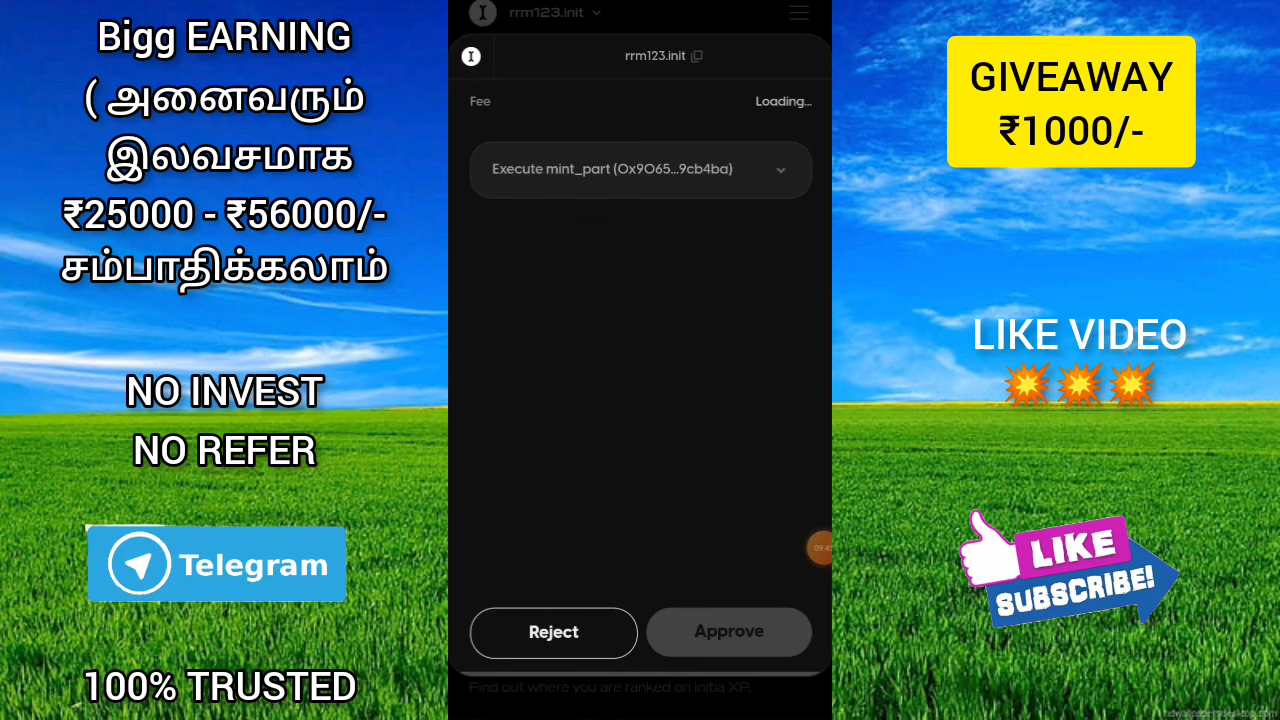 Bigg EARNING
( அனைவரும்
இலவசமாக
₹25000 - ₹56000/-
சம்பாதிக்கலாம்
NO INVEST
NO REFER
Telegram
100% TRUSTED
rrm123.init
rrm123.init
Fee
Loading...
Execute mint_part (0x9065...9cb4ba)
Reject
Approve
Find out where you are ranked on Initia XP.
GIVEAWAY
₹1000/-
LIKE VIDEO
LIKE
SUBSCRIBE!